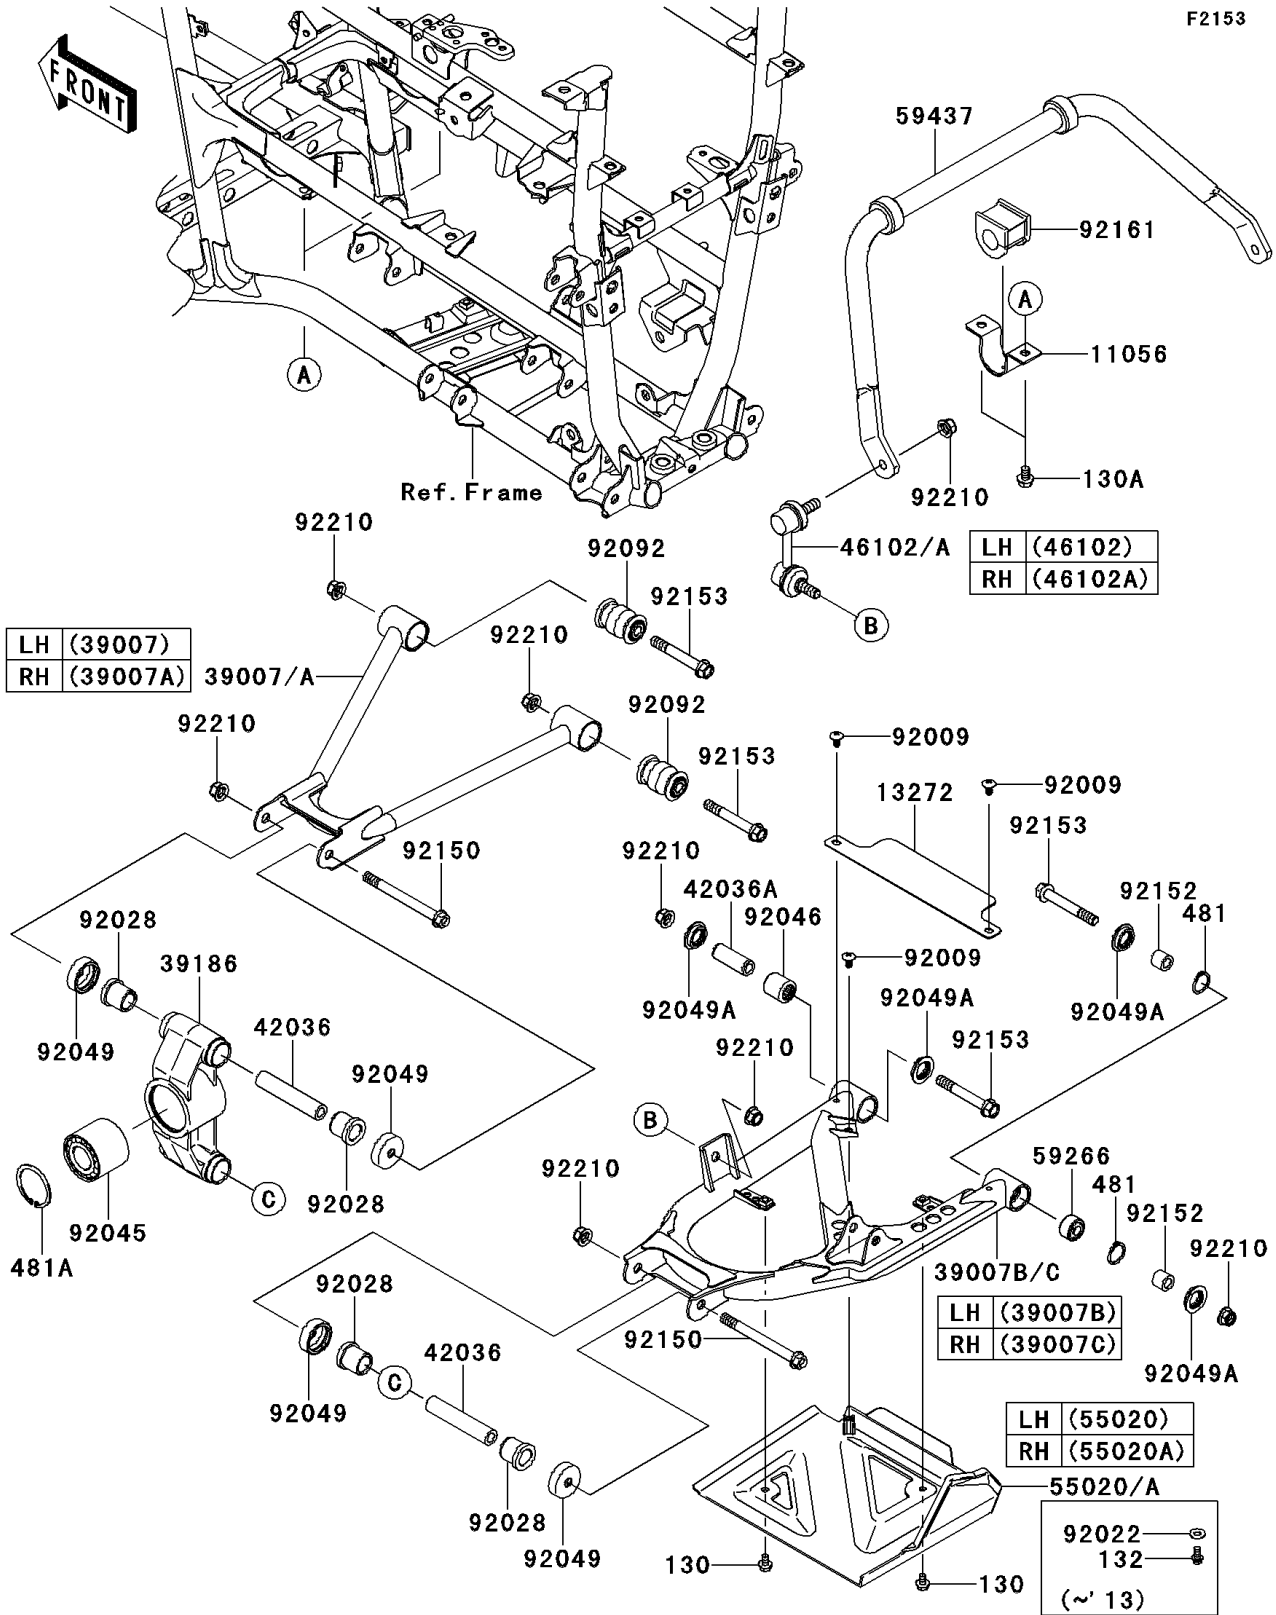 F2153
FRONT
59437
92161
A
11056
A
Ref. Frame
92210
130A
92210
92092
46102/A
LH (46102)
RH (46102A)
92153
B
92210
LH (39007)
RH (39007A)
39007/A
92210
92092
92153
92009
92009
13272
92153
92150
92210
42036A
92152
92028
92046
481
39186
92009
92049A
92049A
92049A
42036
92049
92210
92153
92049
B
59266
92210
481
C
92028
92152
92045
92210
481A
39007B/C
92028
LH (39007B)
RH (39007C)
92150
42036
92049A
C
92049
LH (55020)
RH (55020A)
55020/A
92028
92022
92049
130
132
130
(~' 13)